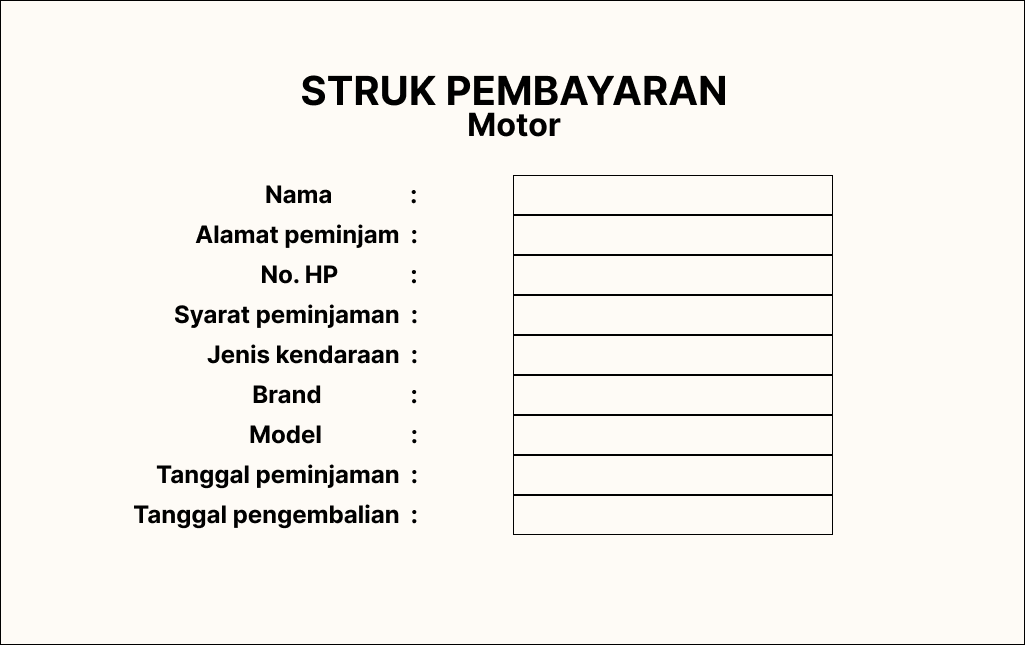 STRUK PEMBAYARAN
Motor
Nama :
Alamat peminjam :
No. HP :
Syarat peminjaman :
Jenis kendaraan :
Brand :
Model :
Tanggal peminjaman :
Tanggal pengembalian :